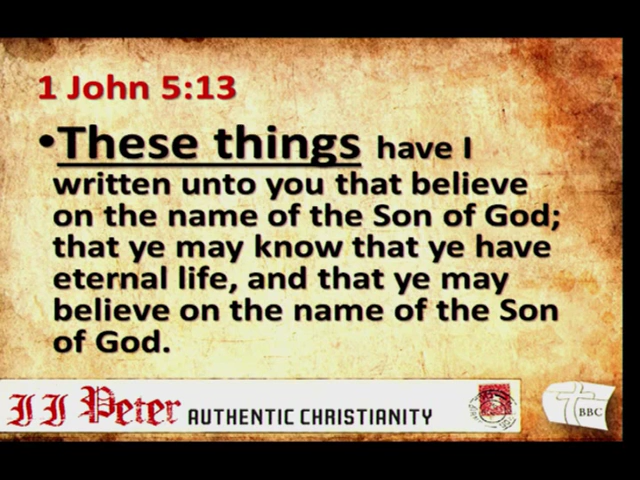 1 John 5:13
•These things have I
written unto you that believe
on the name of the Son of God;
that ye may know that ye have
eternal life, and that ye may
believe on the name of the Son
of God.
II Peter AUTHENTIC CHRISTIANITY
BBC